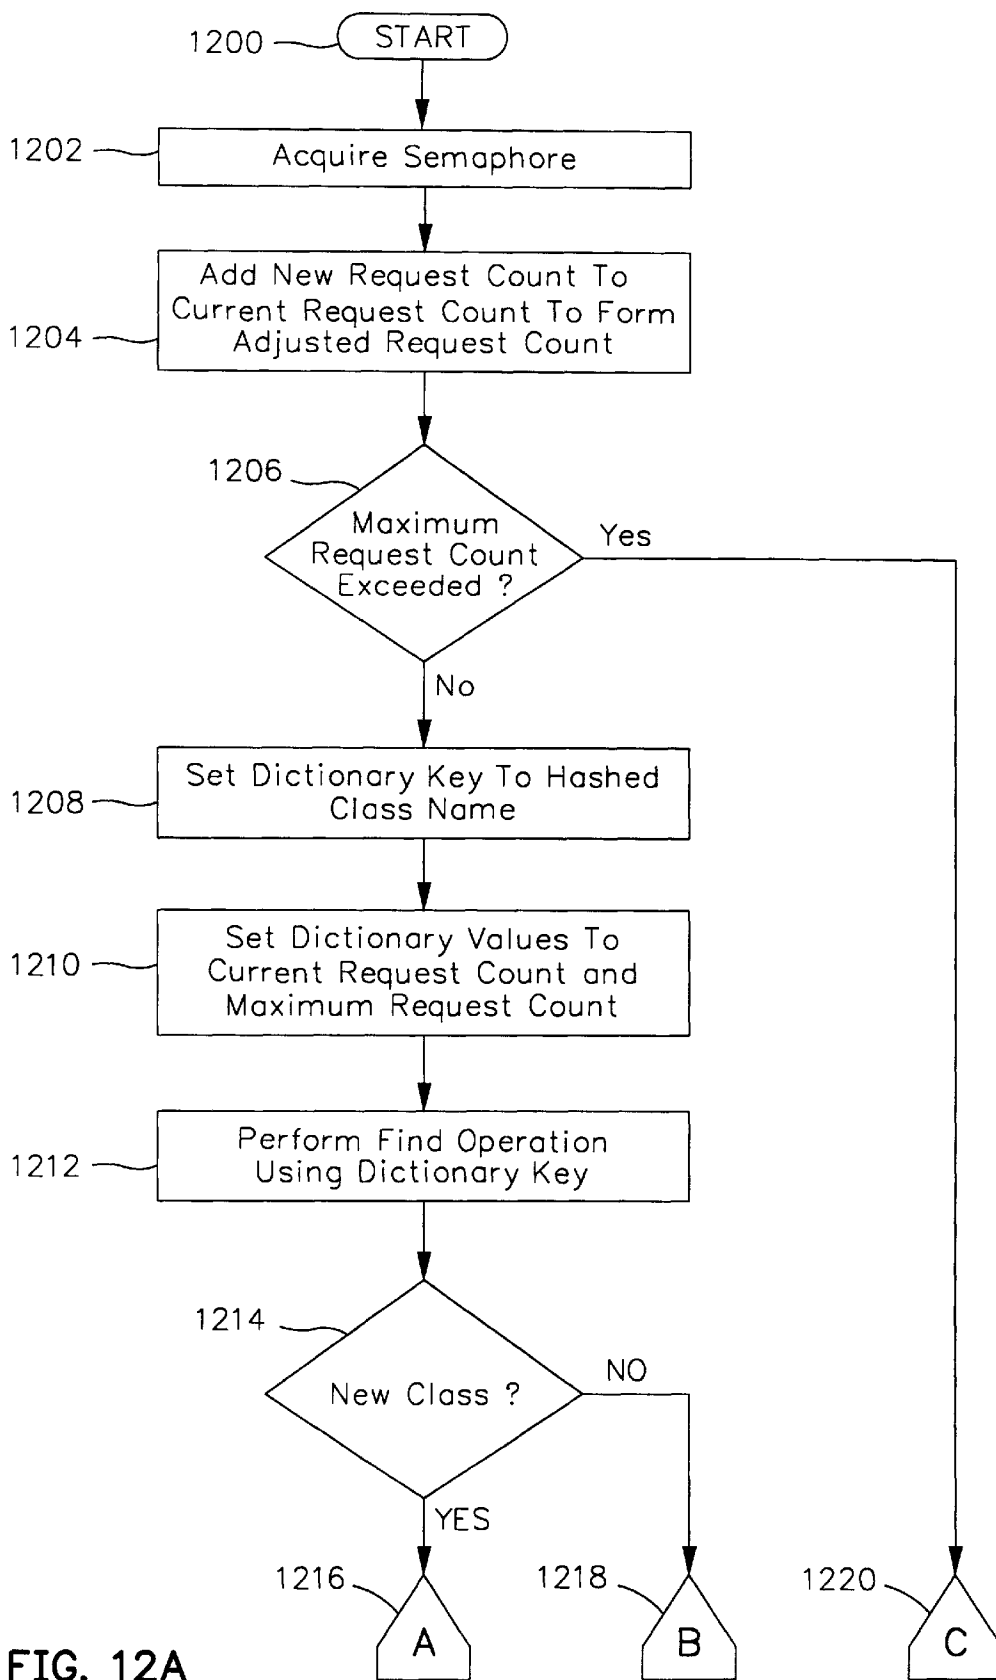 1200
START
1202
Acquire Semaphore
Add New Request Count To
Current Request Count To Form
Adjusted Request Count
1204
1206
Maximum
Request Count
Exceeded ?
Yes
No
1208
Set Dictionary Key To Hashed
Class Name
1210
Set Dictionary Values To
Current Request Count and
Maximum Request Count
1212
Perform Find Operation
Using Dictionary Key
1214
New Class ?
NO
YES
1216
A
1218
B
1220
C
FIG. 12A